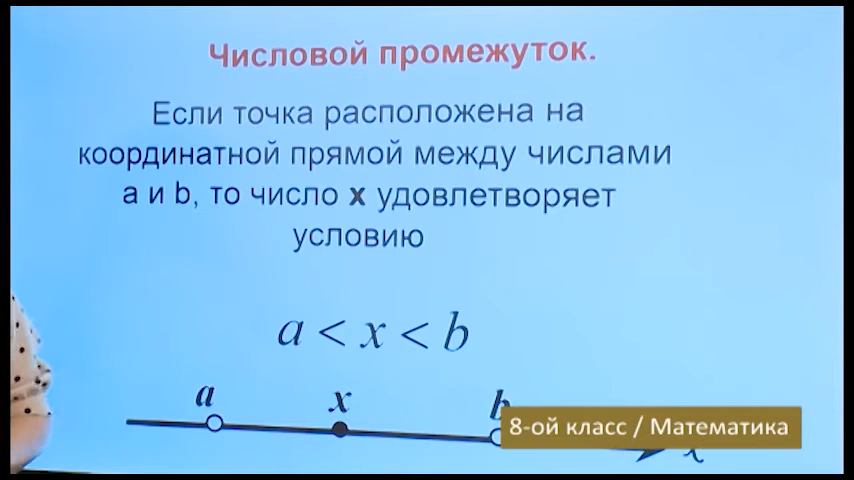 Числовой промежуток.
Если точка расположена на
координатной прямой между числами
a и b, то число x удовлетворяет
условию
a < x < b
a x b
x
8-ой класс / Математика